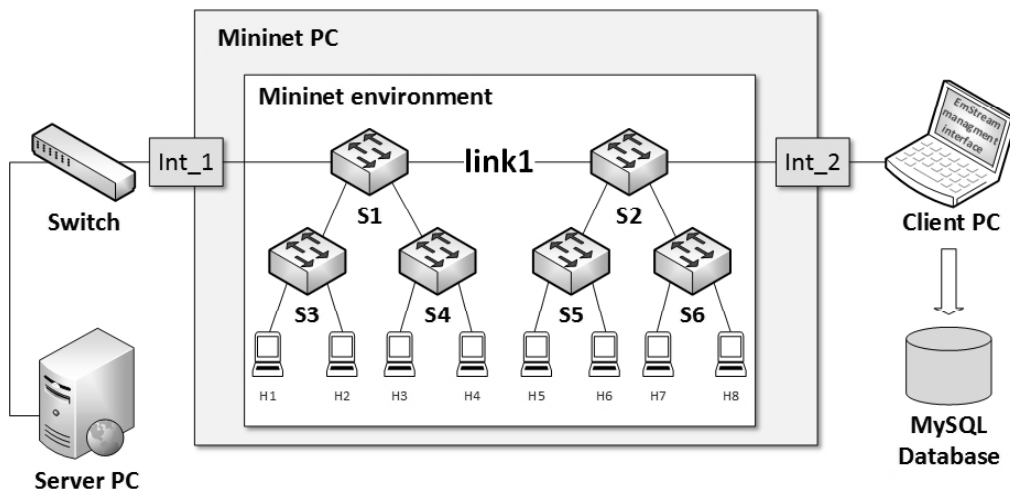 Mininet PC
Mininet environment
EmStream
managment
interface
Int_1
link1
Int_2
Switch
S1
S2
Client PC
S3
S4
S5
S6
H1
H2
H3
H4
H5
H6
H7
H8
MySQL
Database
Server PC